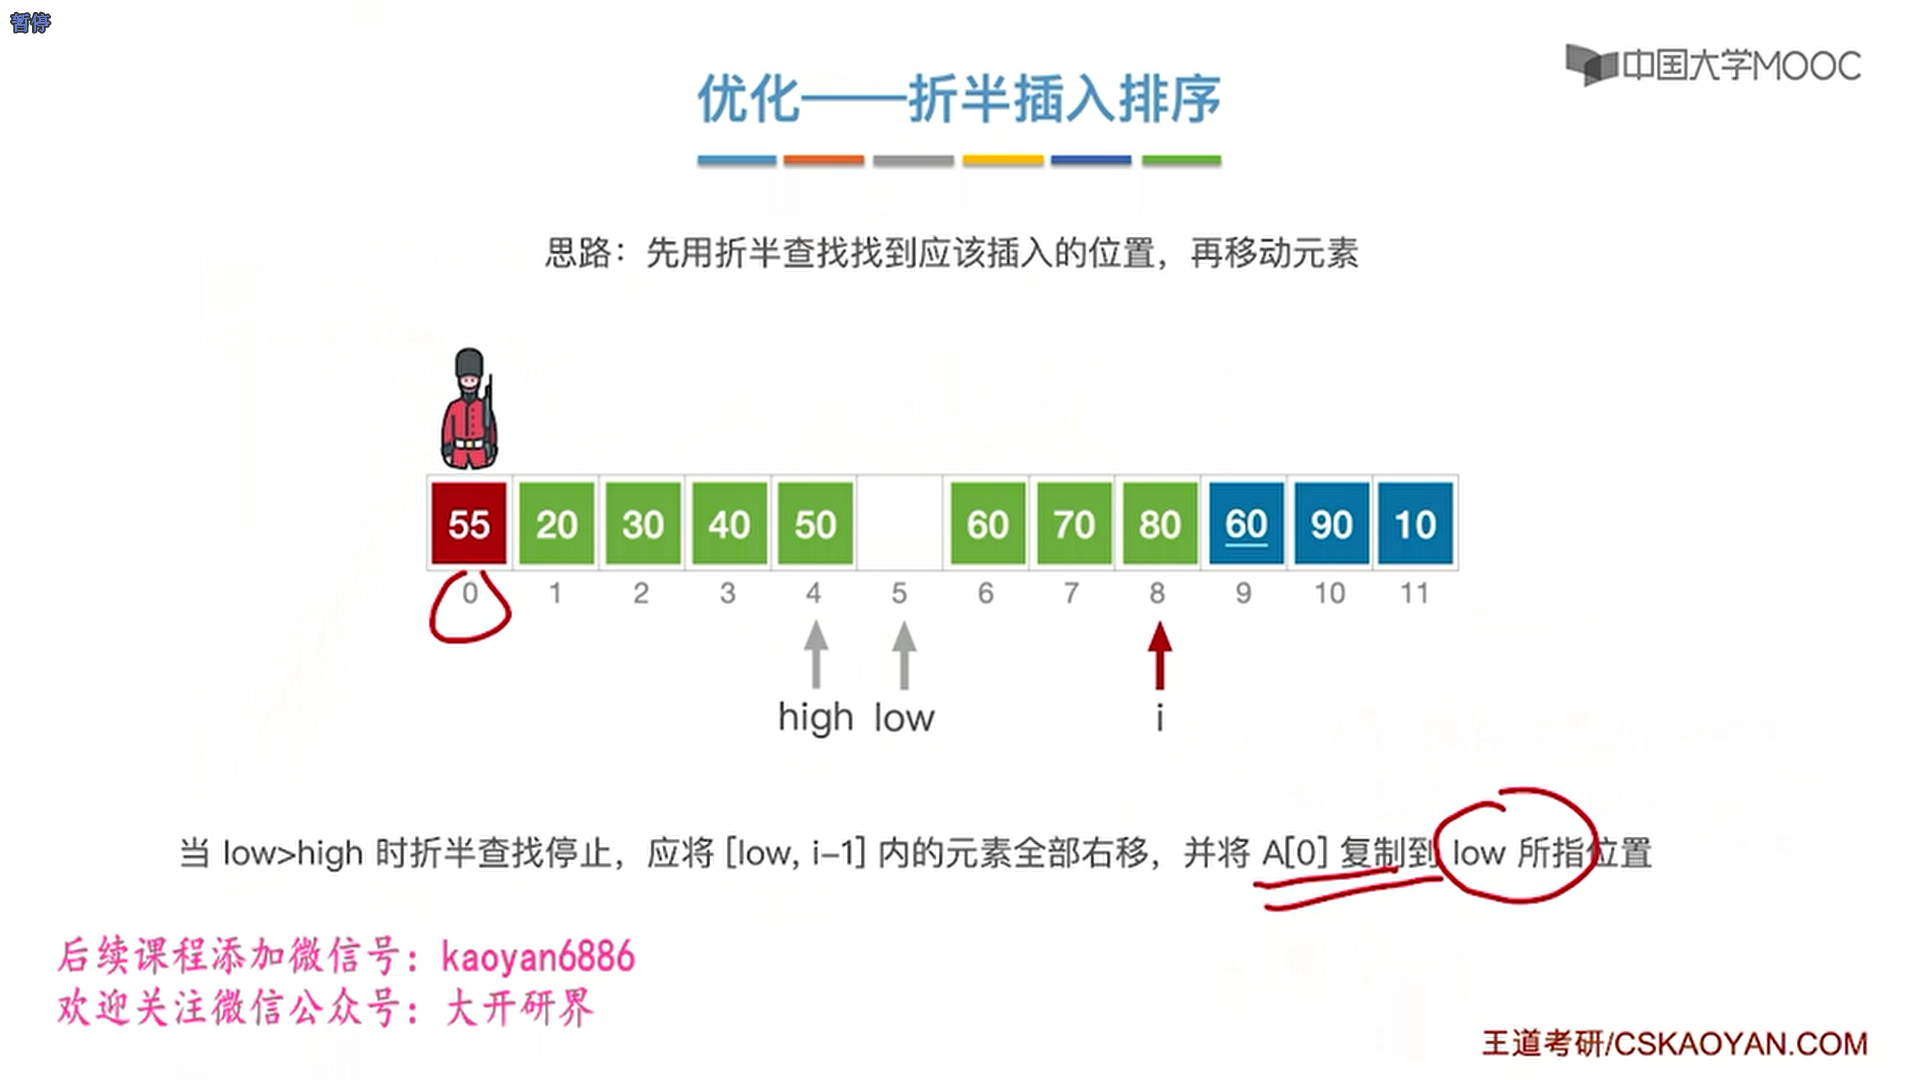 暂停
中国大学MOOC
优化——折半插入排序
思路：先用折半查找找到应该插入的位置，再移动元素
55 20 30 40 50 60 70 80 60 90 10
0 1 2 3 4 5 6 7 8 9 10 11
high low i
当 low>high 时折半查找停止，应将 [low, i-1] 内的元素全部右移，并将 A[0] 复制到 low 所指位置
后续课程添加微信号：kaoyan6886
欢迎关注微信公众号：大开研界
王道考研/CSKAOYAN.COM